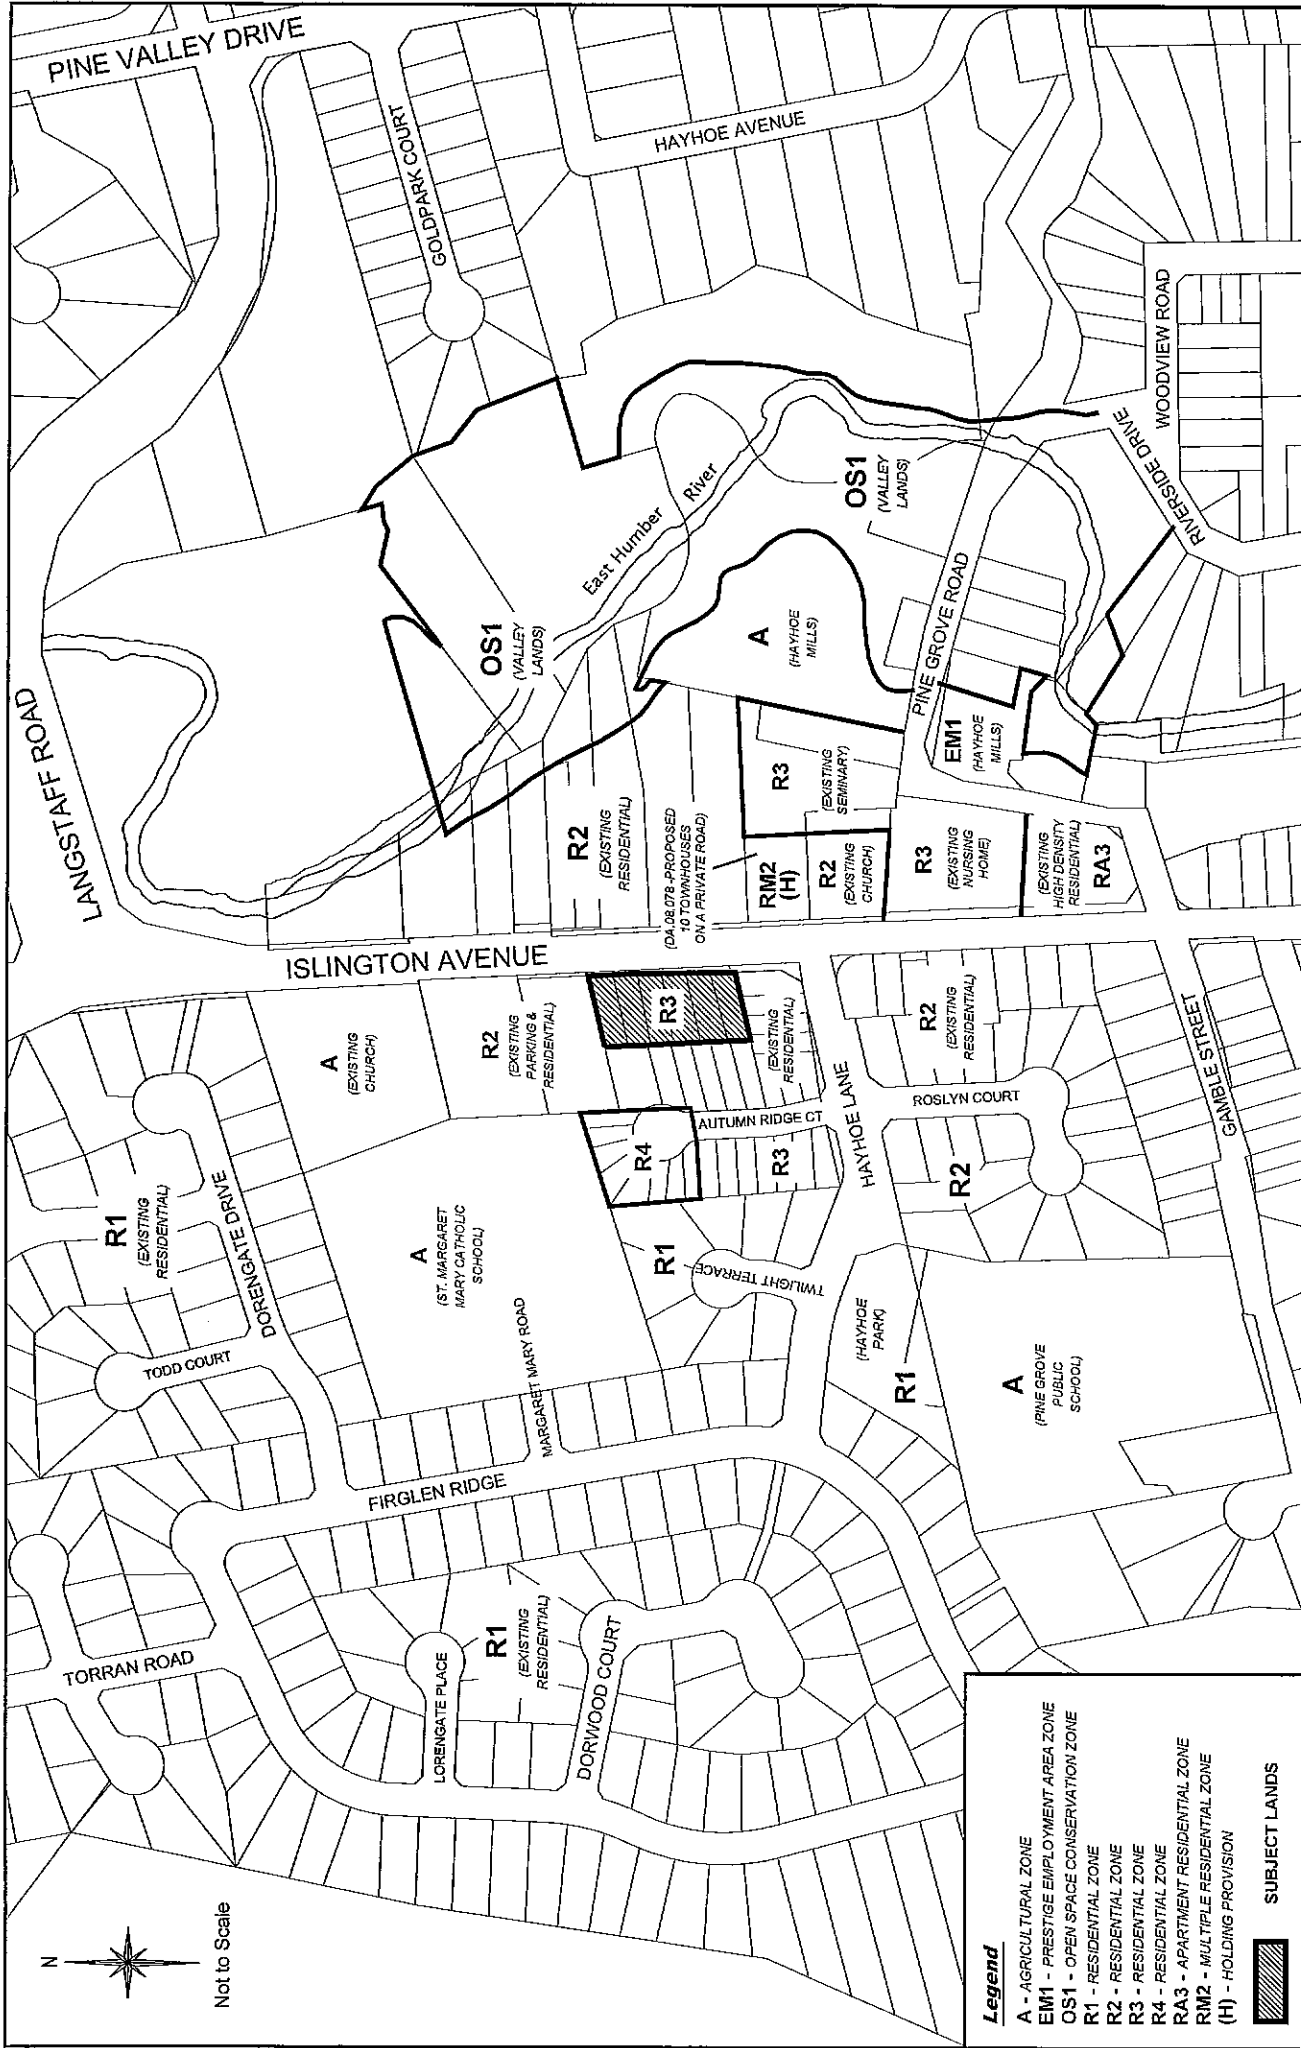 PINE VALLEY DRIVE
GOLDPARK COURT
HAYHOE AVENUE
LANGSTAFF ROAD
OS1
(VALLEY
LANDS)
East Humber River
OS1
(VALLEY
LANDS)
WOODVIEW ROAD
RIVERSIDE DRIVE
PINE GROVE ROAD
A
(HAYHOE
MILLS)
EM1
(HAYHOE
MILLS)
R3
(EXISTING
SEMINARY)
R2
(EXISTING
RESIDENTIAL)
(DA.08.078 -PROPOSED
10 TOWNHOUSES
ON A PRIVATE ROAD)
RM2
(H)
R2
(EXISTING
CHURCH)
R3
(EXISTING
NURSING
HOME)
(EXISTING
HIGH DENSITY
RESIDENTIAL)
RA3
ISLINGTON AVENUE
A
(EXISTING
CHURCH)
R2
(EXISTING
PARKING &
RESIDENTIAL)
R3
(EXISTING
RESIDENTIAL)
R2
(EXISTING
RESIDENTIAL)
HAYHOE LANE
AUTUMN RIDGE CT
ROSLYN COURT
GAMBLE STREET
R4
R3
R2
R1
(EXISTING
RESIDENTIAL)
DORENGATE DRIVE
TODD COURT
A
(ST. MARGARET
MARY CATHOLIC
SCHOOL)
MARGARET MARY ROAD
R1
TWILIGHT TERRACE
(HAYHOE
PARK)
R1
A
(PINE GROVE
PUBLIC
SCHOOL)
FIRGLEN RIDGE
TORRAN ROAD
LORENGATE PLACE
R1
(EXISTING
RESIDENTIAL)
DORWOOD COURT
N
Not to Scale
Legend
A - AGRICULTURAL ZONE
EM1 - PRESTIGE EMPLOYMENT AREA ZONE
OS1 - OPEN SPACE CONSERVATION ZONE
R1 - RESIDENTIAL ZONE
R2 - RESIDENTIAL ZONE
R3 - RESIDENTIAL ZONE
R4 - RESIDENTIAL ZONE
RA3 - APARTMENT RESIDENTIAL ZONE
RM2 - MULTIPLE RESIDENTIAL ZONE
(H) - HOLDING PROVISION
SUBJECT LANDS